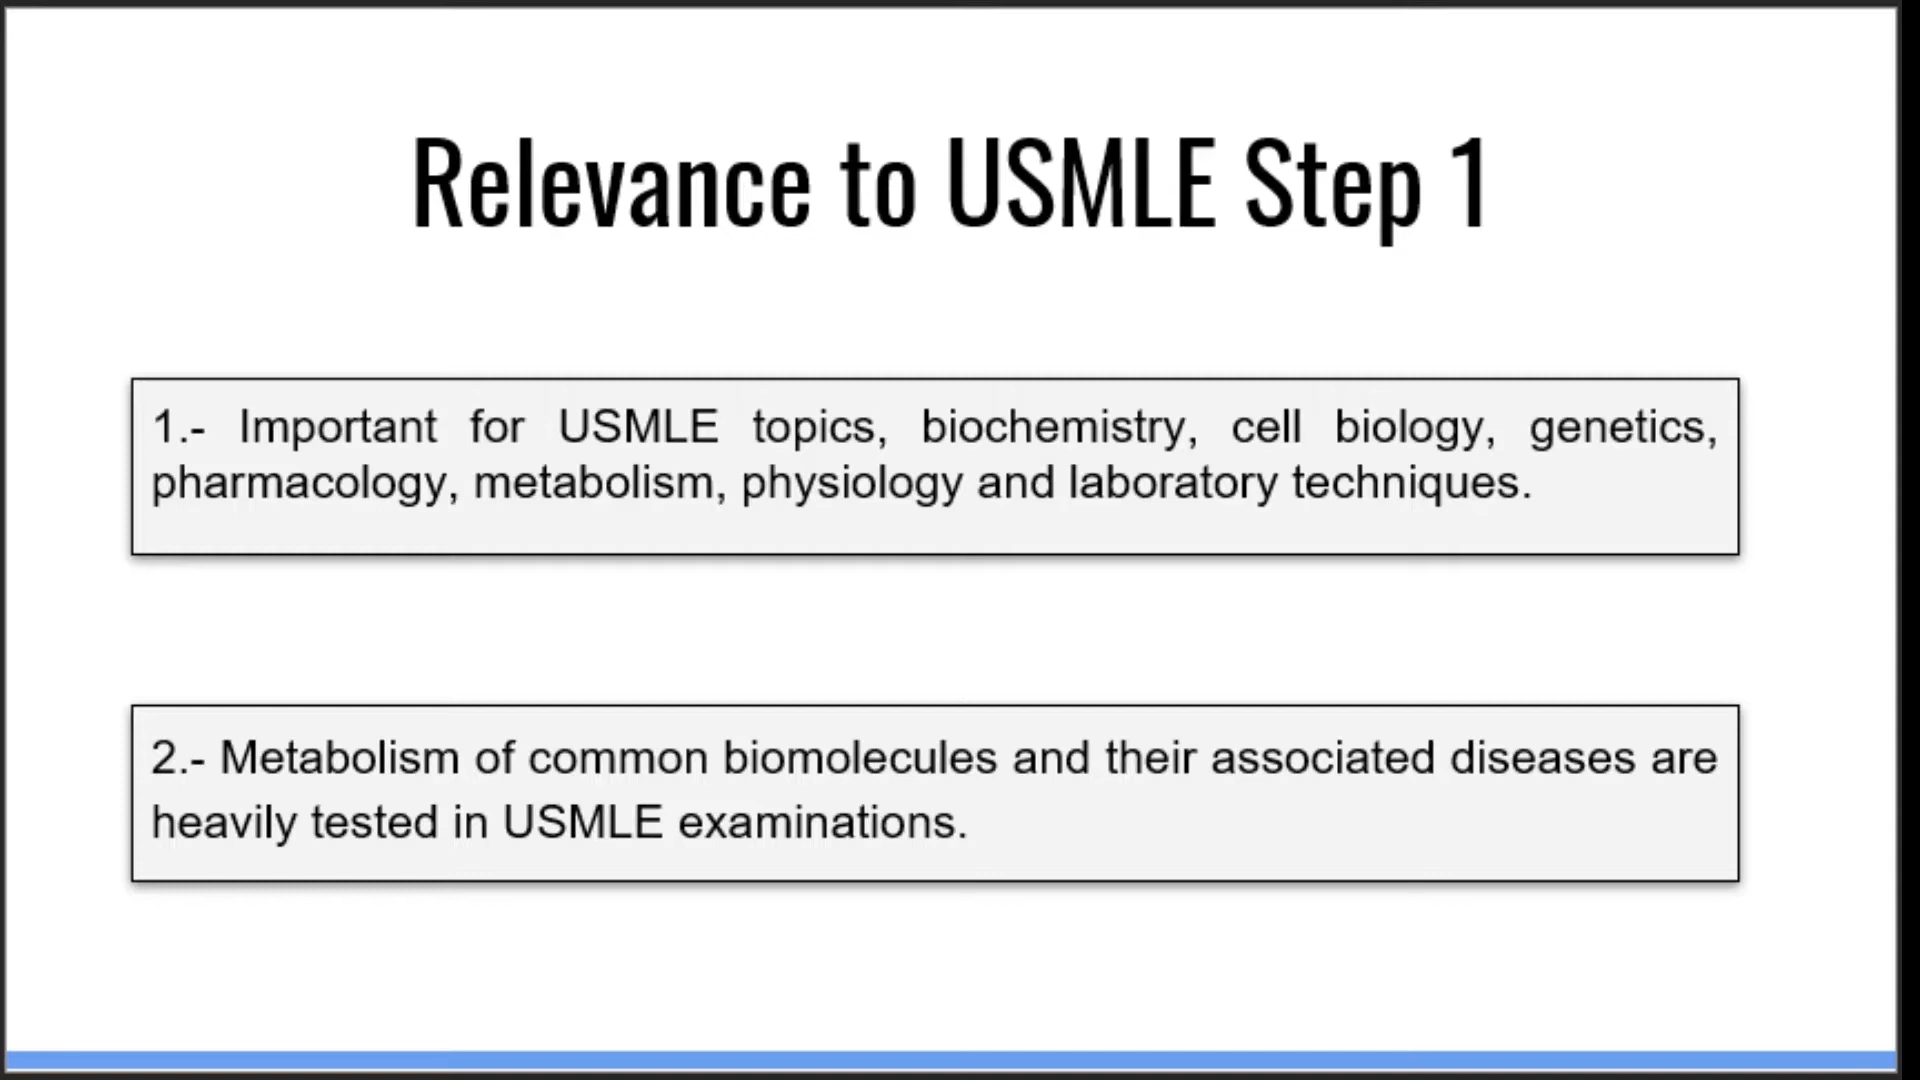 Relevance to USMLE Step 1
1.- Important for USMLE topics, biochemistry, cell biology, genetics,
pharmacology, metabolism, physiology and laboratory techniques.
2.- Metabolism of common biomolecules and their associated diseases are
heavily tested in USMLE examinations.